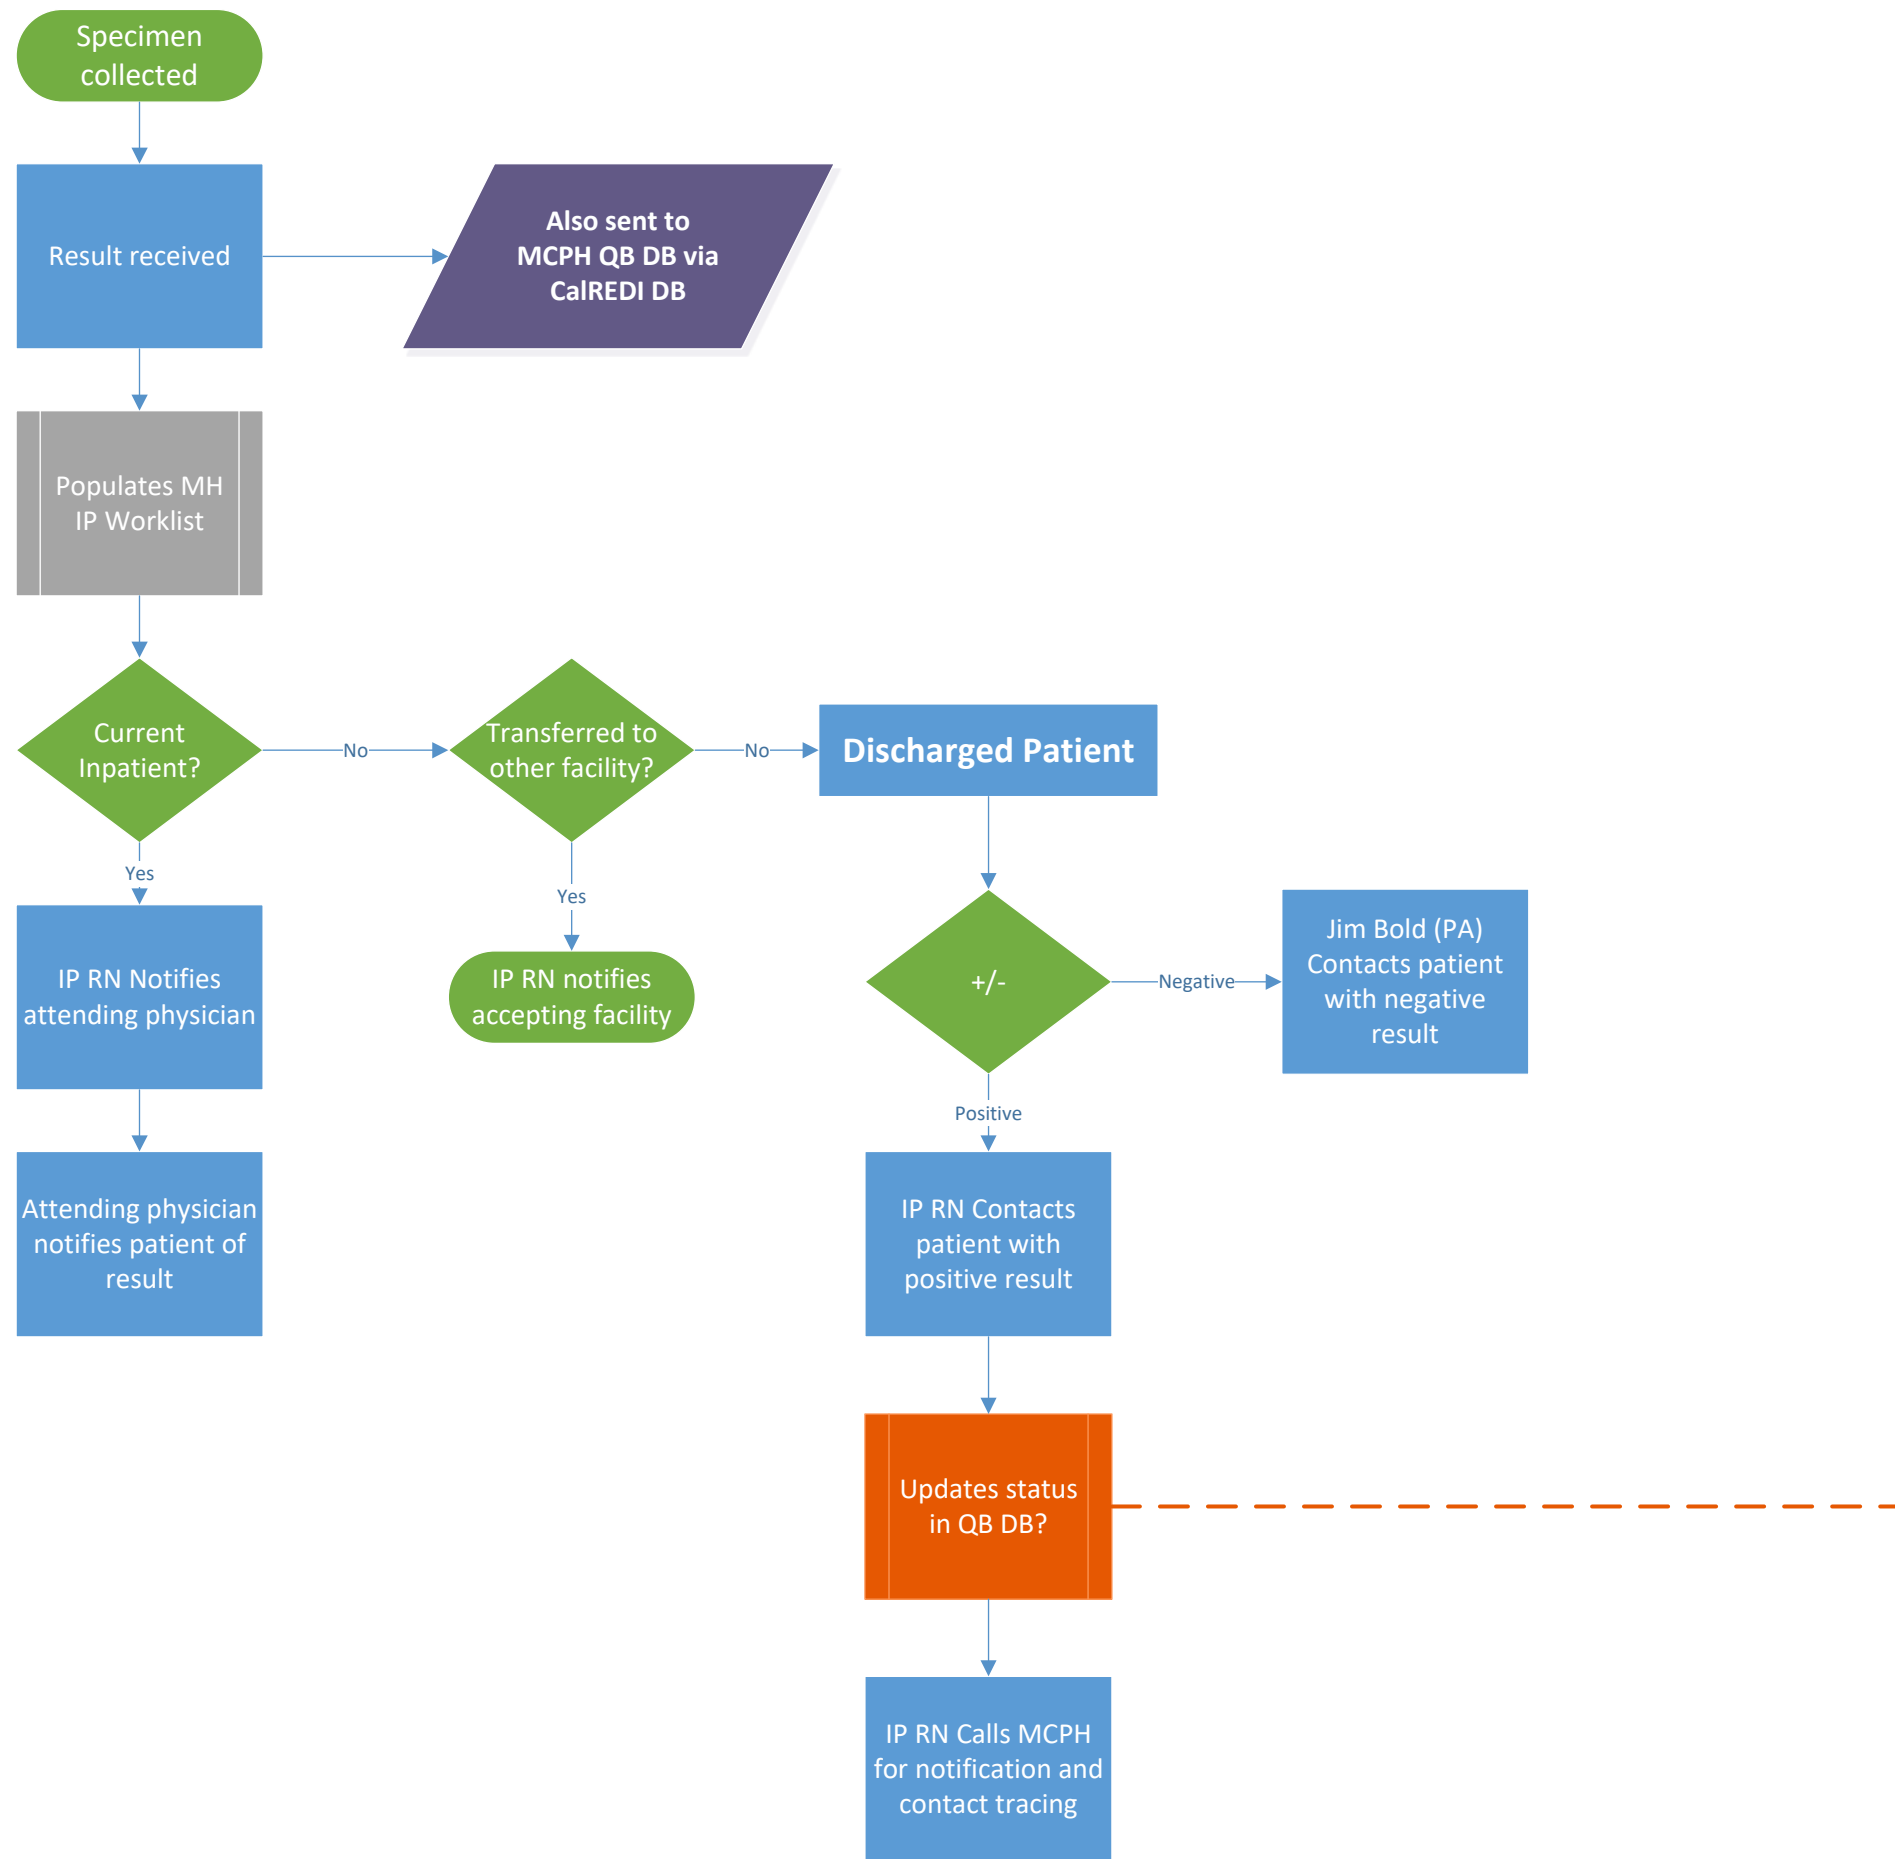 Specimen
collected
Result received
Also sent to
MCPH QB DB via
CalREDI DB
Populates MH
IP Worklist
Current
Inpatient?
No
Transferred to
other facility?
No
Discharged Patient
Yes
Yes
IP RN Notifies
attending physician
IP RN notifies
accepting facility
+/-
Negative
Jim Bold (PA)
Contacts patient
with negative
result
Positive
Attending physician
notifies patient of
result
IP RN Contacts
patient with
positive result
Updates status
in QB DB?
IP RN Calls MCPH
for notification and
contact tracing